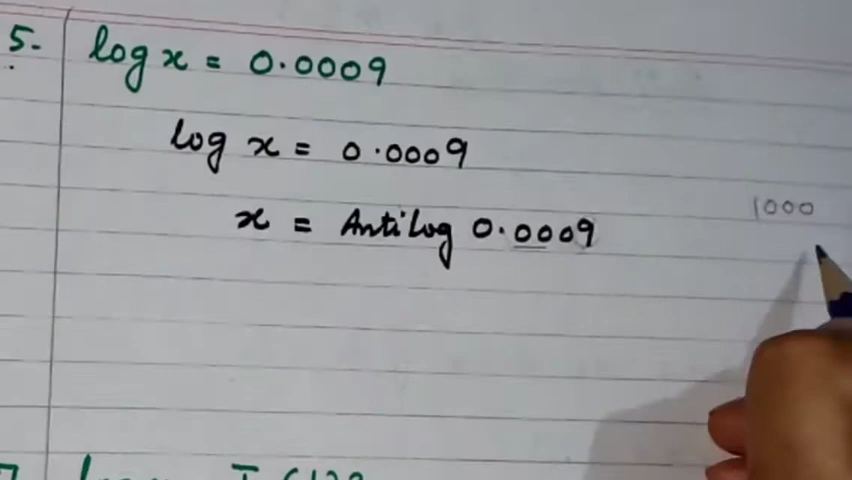 5. log x = 0.0009
log x = 0.0009
x = Antilog 0.0009
1000